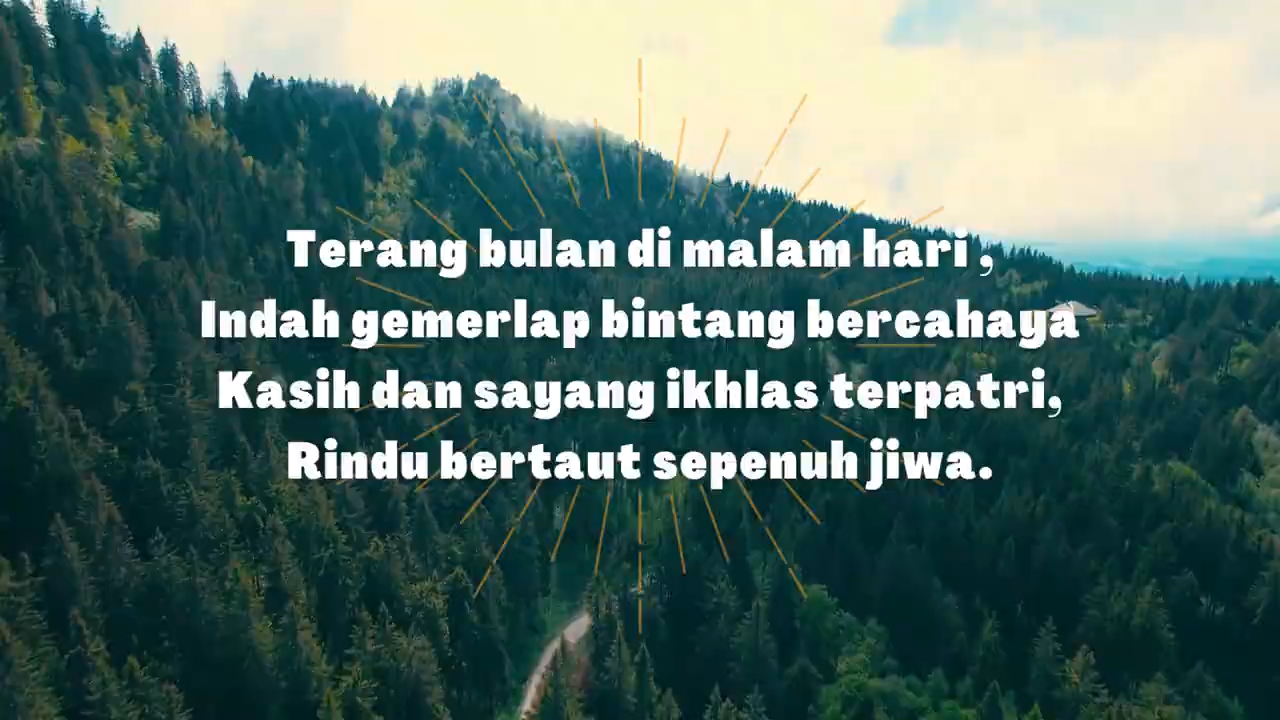 Terang bulan di malam hari ,
Indah gemerlap bintang bercahaya
Kasih dan sayang ikhlas terpatri,
Rindu bertaut sepenuh jiwa.